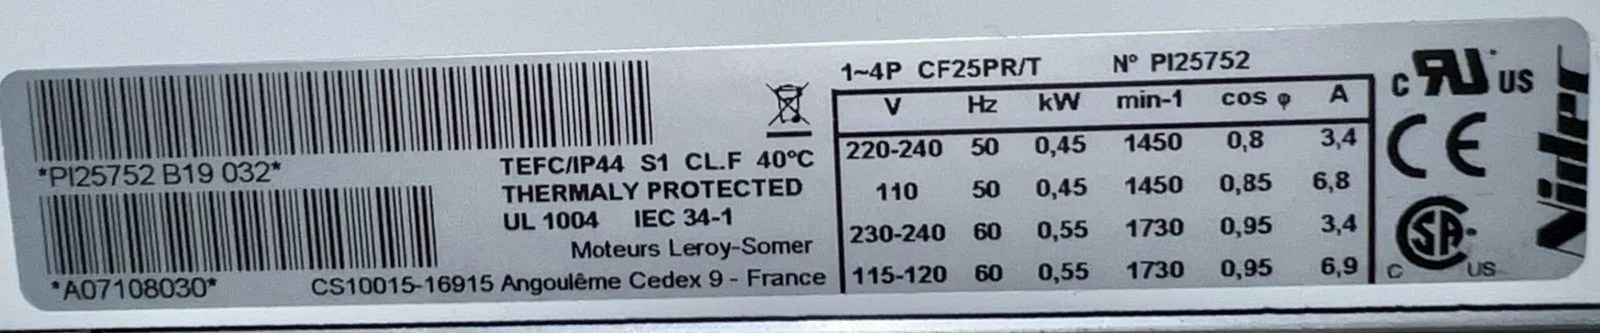 *PI25752 B19 032*
*A07108030*
TEFC/IP44 S1 CL.F 40°C
THERMALY PROTECTED
UL 1004 IEC 34-1
Moteurs Leroy-Somer
CS10015-16915 Angoulême Cedex 9 - France
1~4P CF25PR/T N° PI25752
V Hz kW min-1 cos φ A
220-240 50 0,45 1450 0,8 3,4
110 50 0,45 1450 0,85 6,8
230-240 60 0,55 1730 0,95 3,4
115-120 60 0,55 1730 0,95 6,9
c RU US
CE
C SA US
Nidec